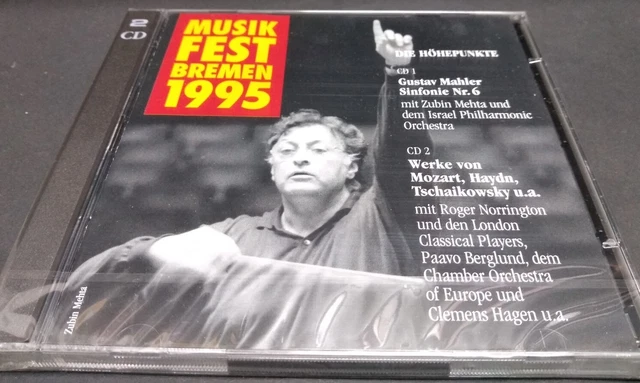 2
CD
MUSIK
FEST
BREMEN
1995
DIE HÖHEPUNKTE
CD 1
Gustav Mahler
Sinfonie Nr. 6
mit Zubin Mehta und
dem Israel Philharmonic
Orchestra
CD 2
Werke von
Mozart, Haydn,
Tschaikowsky u.a.
mit Roger Norrington
und den London
Classical Players,
Paavo Berglund, dem
Chamber Orchestra
of Europe und
Clemens Hagen u.a.
Zubin Mehta